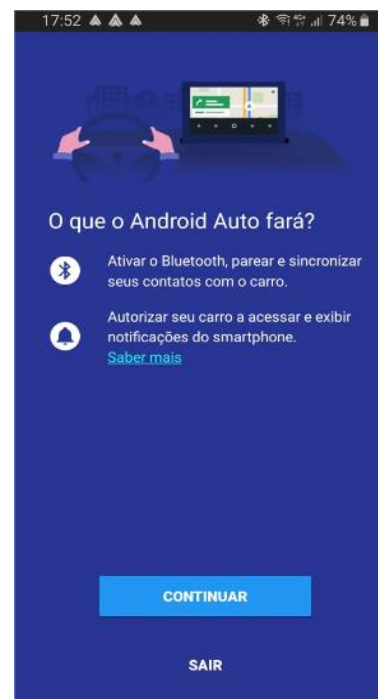 17:52 74%
O que o Android Auto fará?
Ativar o Bluetooth, parear e sincronizar
seus contatos com o carro.
Autorizar seu carro a acessar e exibir
notificações do smartphone.
Saber mais
CONTINUAR
SAIR